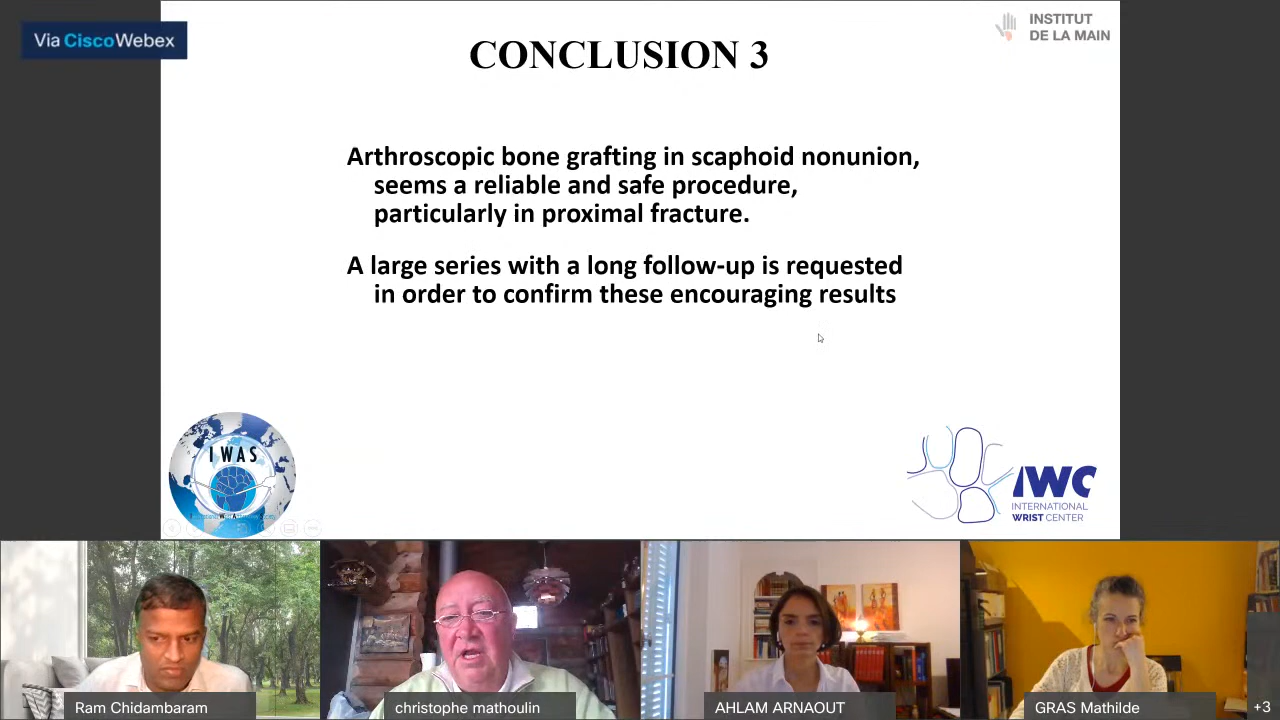 Via CiscoWebex
INSTITUT
DE LA MAIN
CONCLUSION 3
Arthroscopic bone grafting in scaphoid nonunion,
seems a reliable and safe procedure,
particularly in proximal fracture.
A large series with a long follow-up is requested
in order to confirm these encouraging results
IWAS
IWC
INTERNATIONAL
WRIST CENTER
Ram Chidambaram
christophe mathoulin
AHLAM ARNAOUT
GRAS Mathilde
+3